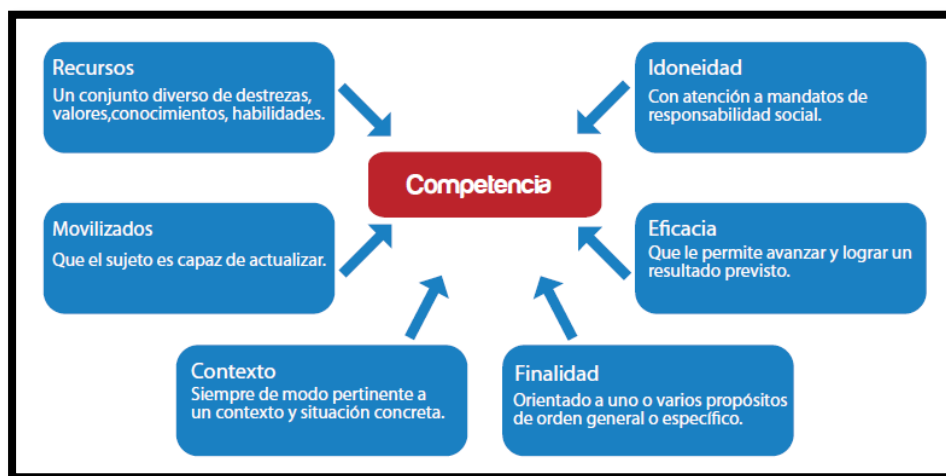 Recursos
Un conjunto diverso de destrezas,
valores,conocimientos, habilidades.
Idoneidad
Con atención a mandatos de
responsabilidad social.
Competencia
Movilizados
Que el sujeto es capaz de actualizar.
Eficacia
Que le permite avanzar y lograr un
resultado previsto.
Contexto
Siempre de modo pertinente a
un contexto y situación concreta.
Finalidad
Orientado a uno o varios propósitos
de orden general o específico.